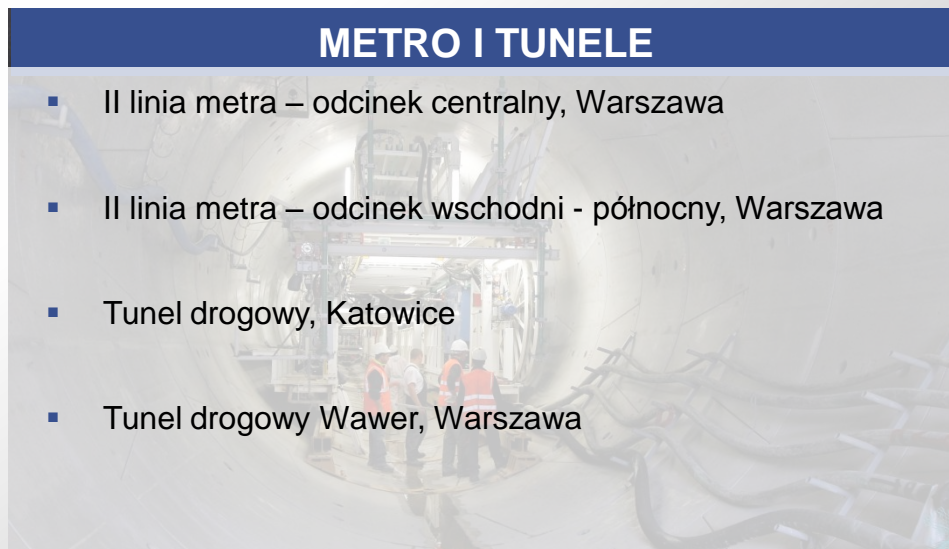 METRO I TUNELE
▪ II linia metra – odcinek centralny, Warszawa
▪ II linia metra – odcinek wschodni - północny, Warszawa
▪ Tunel drogowy, Katowice
▪ Tunel drogowy Wawer, Warszawa